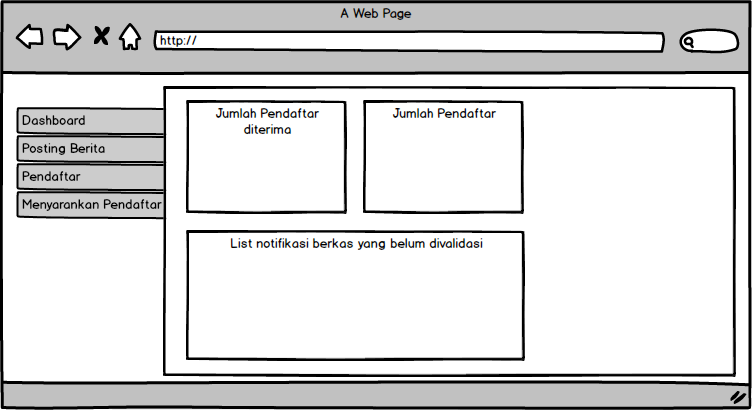 A Web Page
http://
Dashboard
Posting Berita
Pendaftar
Menyarankan Pendaftar
Jumlah Pendaftar
diterima
Jumlah Pendaftar
List notifikasi berkas yang belum divalidasi